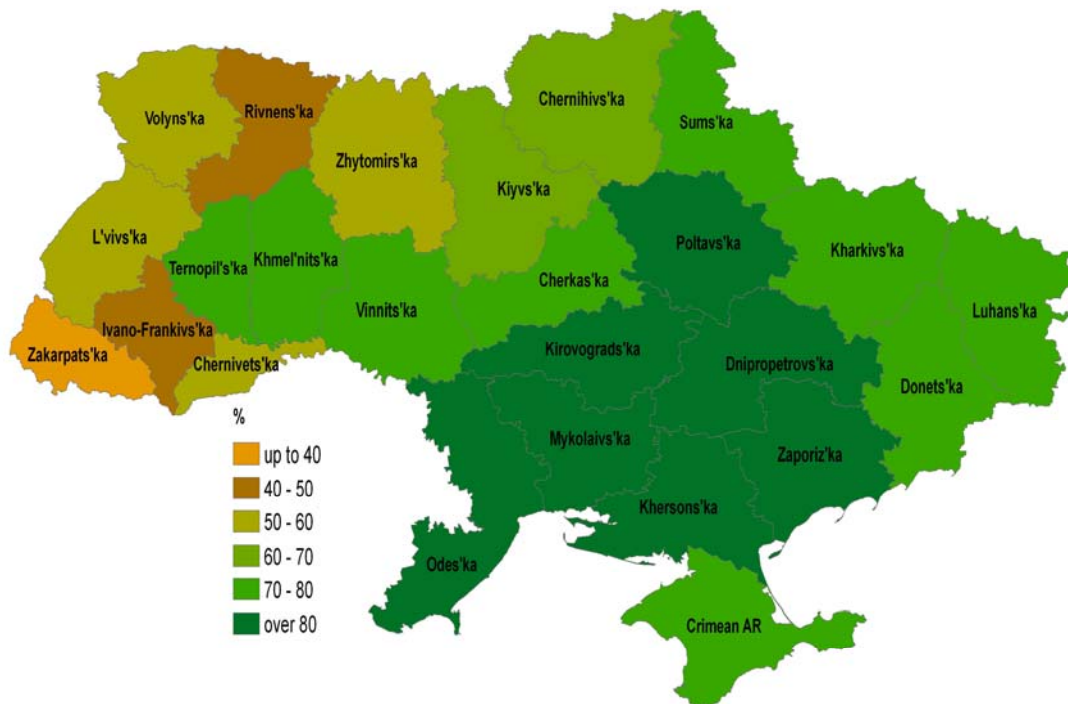 Chernihivs'ka
Rivnens'ka
Volyns'ka
Sums'ka
Zhytomirs'ka
Kiyvs'ka
L'vivs'ka
Poltavs'ka
Kharkivs'ka
Khmel'nits'ka
Ternopil's'ka
Cherkas'ka
Vinnits'ka
Luhans'ka
Ivano-Frankivs'ka
Kirovograds'ka
Zakarpats'ka
Chernivets'ka
Dnipropetrovs'ka
Donets'ka
Mykolaivs'ka
Zaporiz'ka
Khersons'ka
Odes'ka
Crimean AR
%
up to 40
40 - 50
50 - 60
60 - 70
70 - 80
over 80